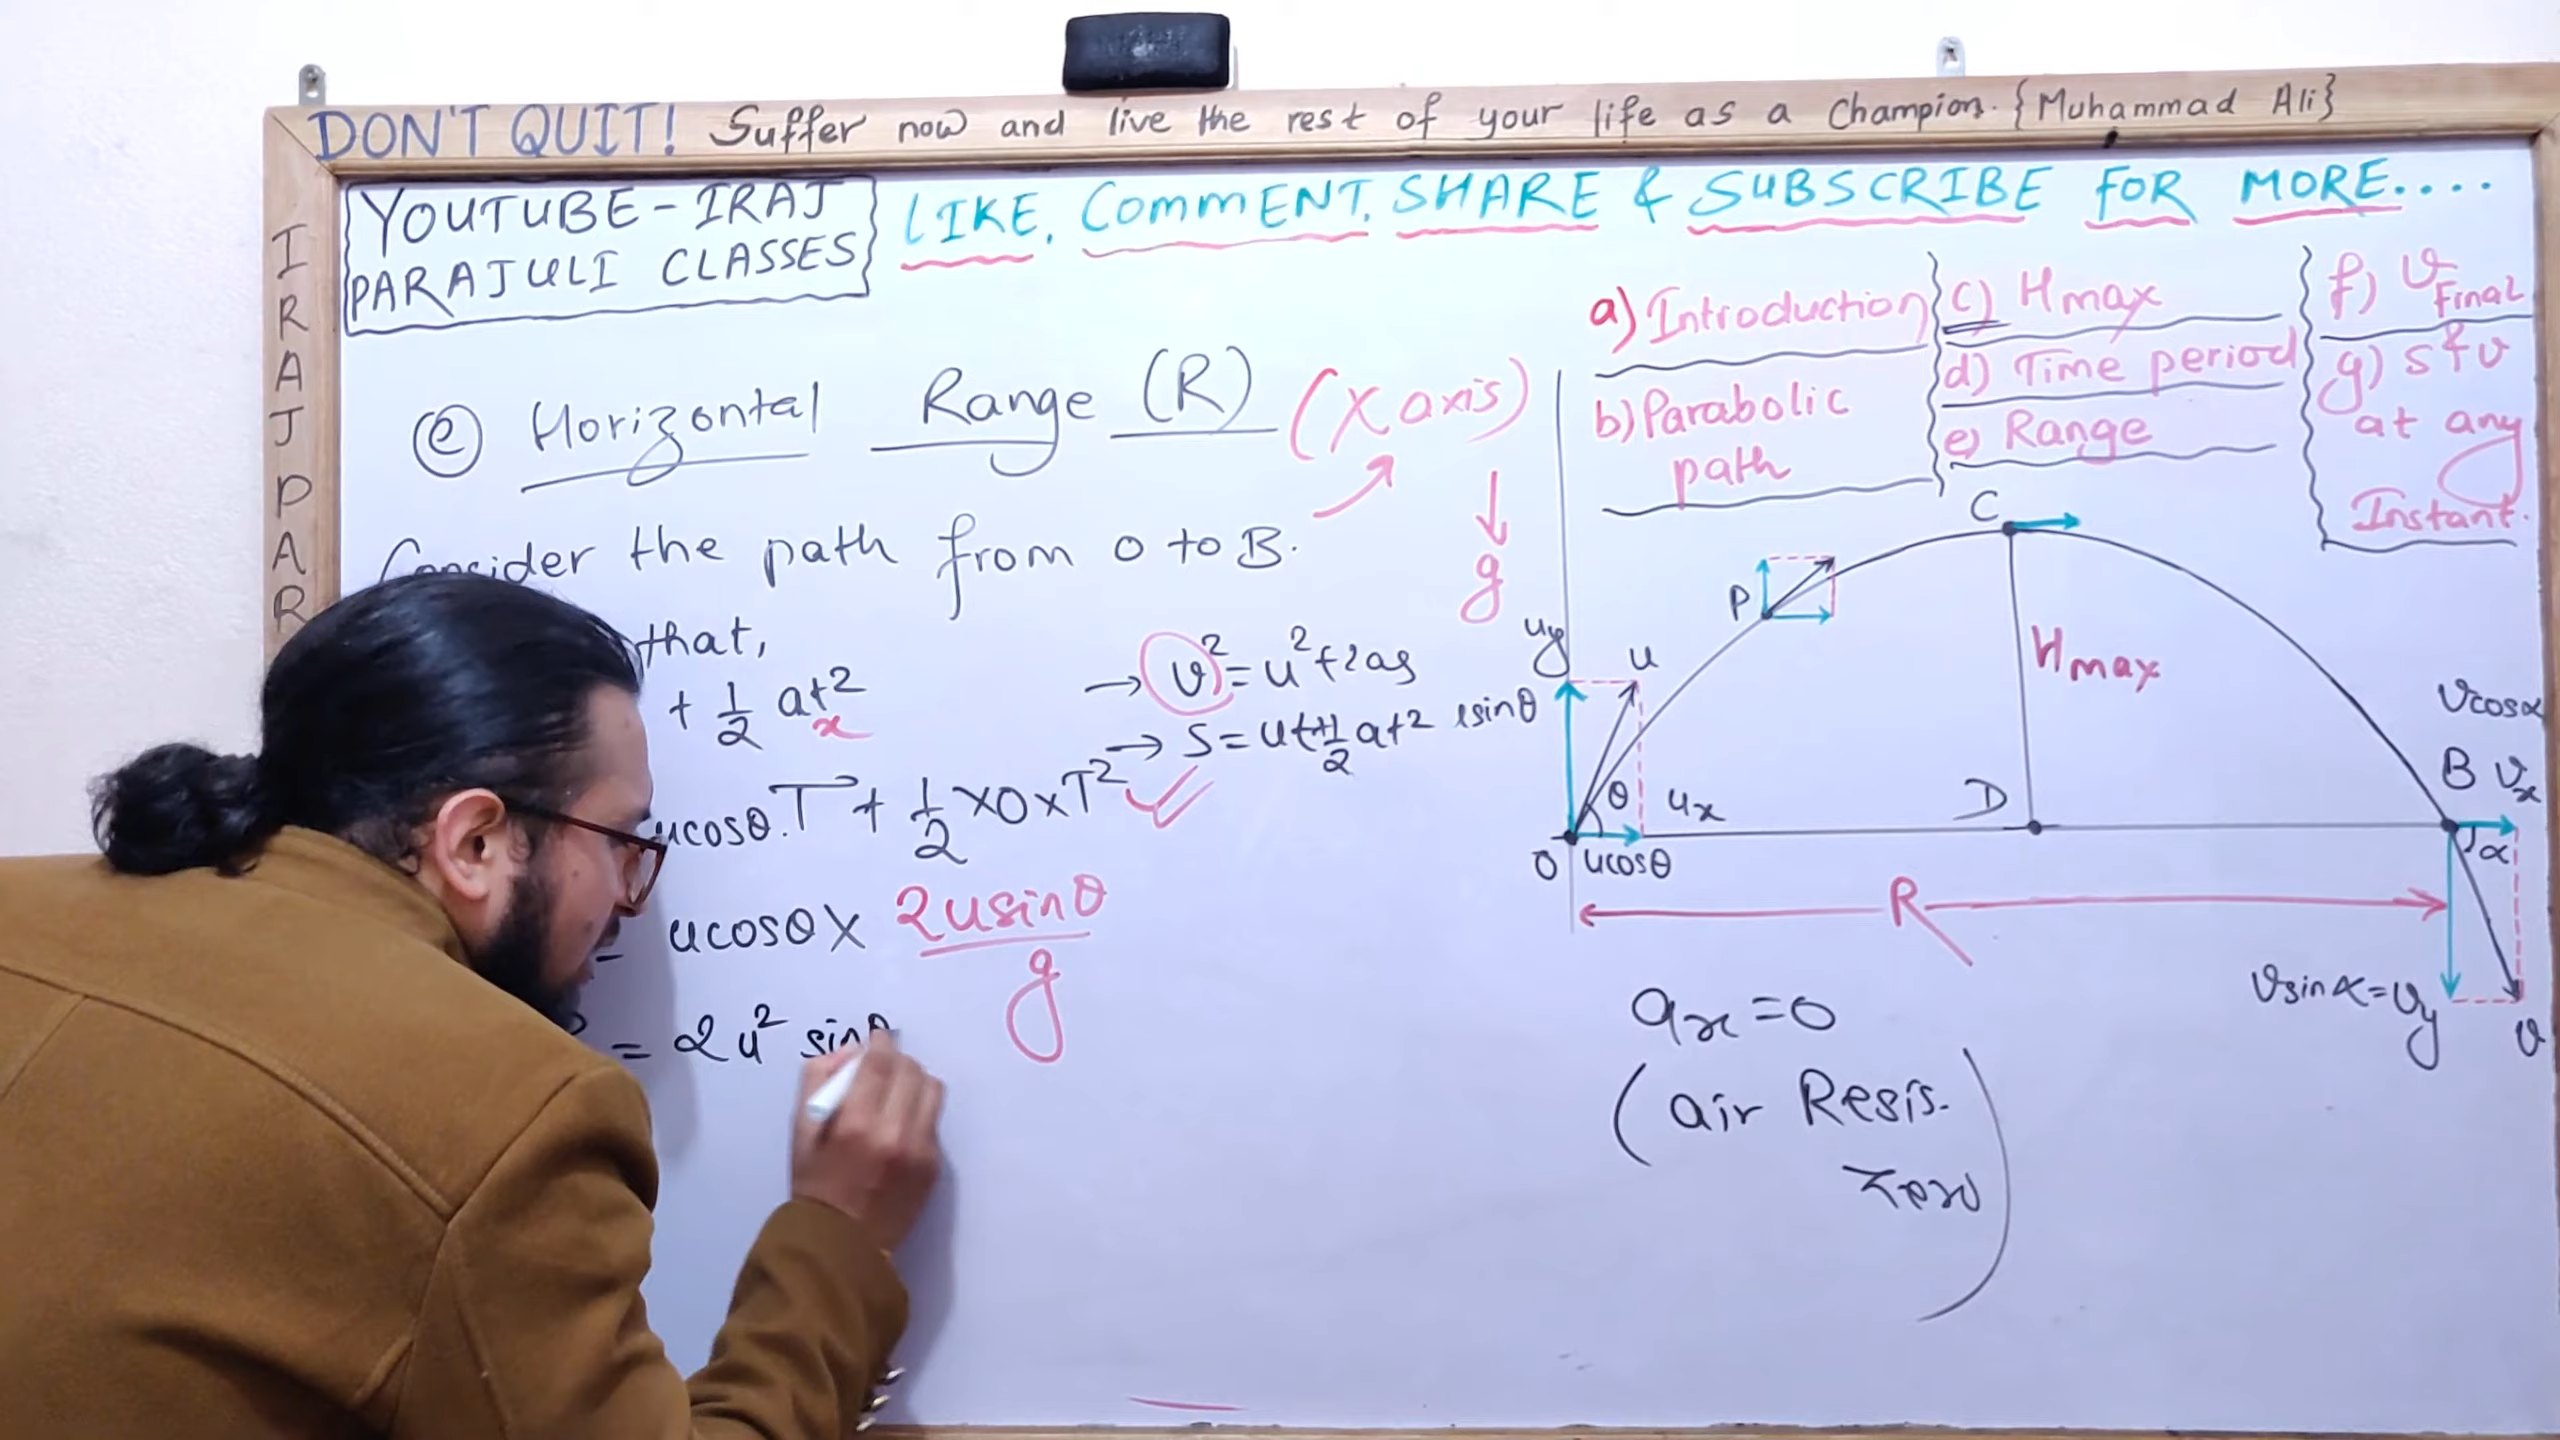 DON'T QUIT! Suffer now and live the rest of your life as a Champion. {Muhammad Ali}
IRAJ PAR
YOUTUBE-IRAJ
PARAJULI CLASSES
LIKE, COMMENT, SHARE & SUBSCRIBE FOR MORE....
a) Introduction
b) Parabolic
path
c) Hmax
d) Time period
e) Range
f) v Final
g) s & v
at any
Instant.
(e) Horizontal Range (R) (X axis)
g
Consider the path from O to B.
that,
+ 1/2 at²
x
→ v² = u² + 2as
→ s = ut + 1/2 at²
ucosθ.T + 1/2 × 0 × T²
= ucosθ × 2usinθ / g
= 2u² sinθ
C
P
uy
u
usinθ
θ
ux
O
ucosθ
Hmax
D
vcosα
B vx
α
R
vsinα = vy
v
ax = 0
(air Resis.
Zero)